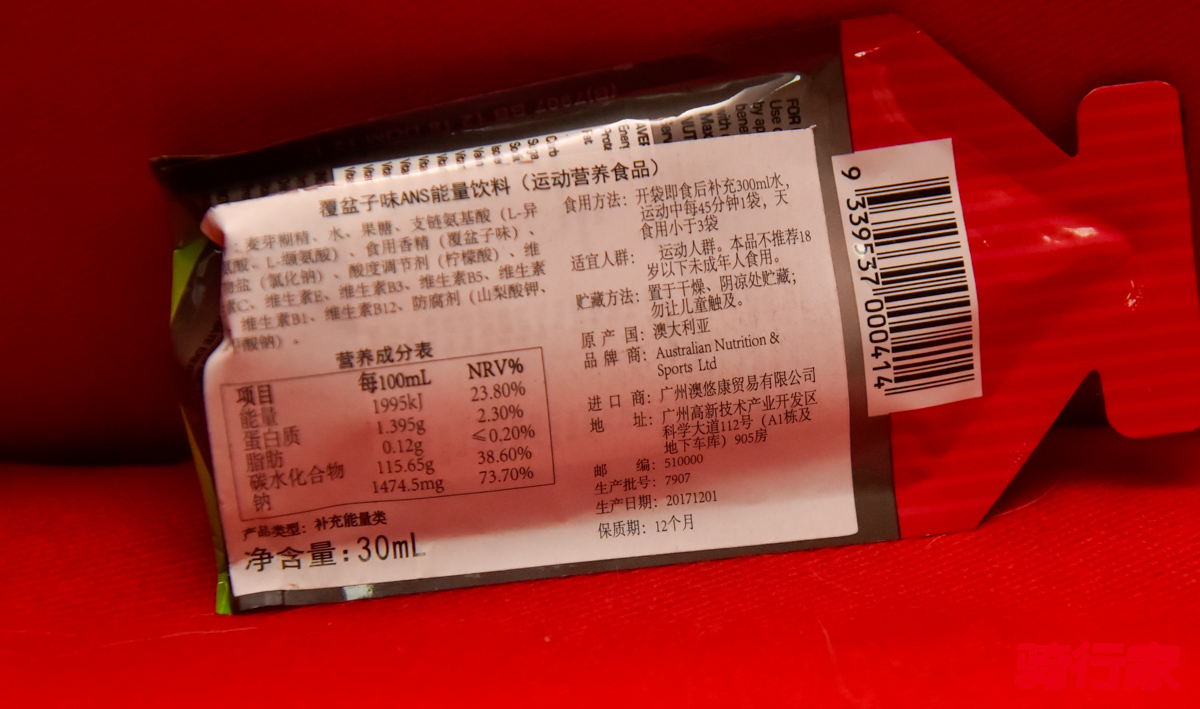 覆盆子味ANS能量饮料（运动营养食品）
麦芽糊精、水、果糖、支链氨基酸（L-异
酸、L-缬氨酸）、食用香精（覆盆子味）、
盐（氯化钠）、酸度调节剂（柠檬酸）、维
C、维生素E、维生素B3、维生素B5、维生素
维生素B1、维生素B12、防腐剂（山梨酸钾、
酸钠）。
营养成分表
项目 每100mL NRV%
能量 1995kJ 23.80%
蛋白质 1.395g 2.30%
脂肪 0.12g ≤0.20%
碳水化合物 115.65g 38.60%
钠 1474.5mg 73.70%
产品类型：补充能量类
净含量：30mL
食用方法：开袋即食后补充300ml水，
运动中每45分钟1袋，天
食用小于3袋
适宜人群：运动人群。本品不推荐18
岁以下未成年人食用。
贮藏方法：置于干燥、阴凉处贮藏；
勿让儿童触及。
原产国：澳大利亚
品牌商：Australian Nutrition &
Sports Ltd
进口商：广州澳悠康贸易有限公司
地址：广州高新技术产业开发区
科学大道112号（A1栋及
地下车库）905房
邮编：510000
生产批号：7907
生产日期：20171201
保质期：12个月
9 339537 000414
FOR
Use
by ap
bene
with
Max
骑行家